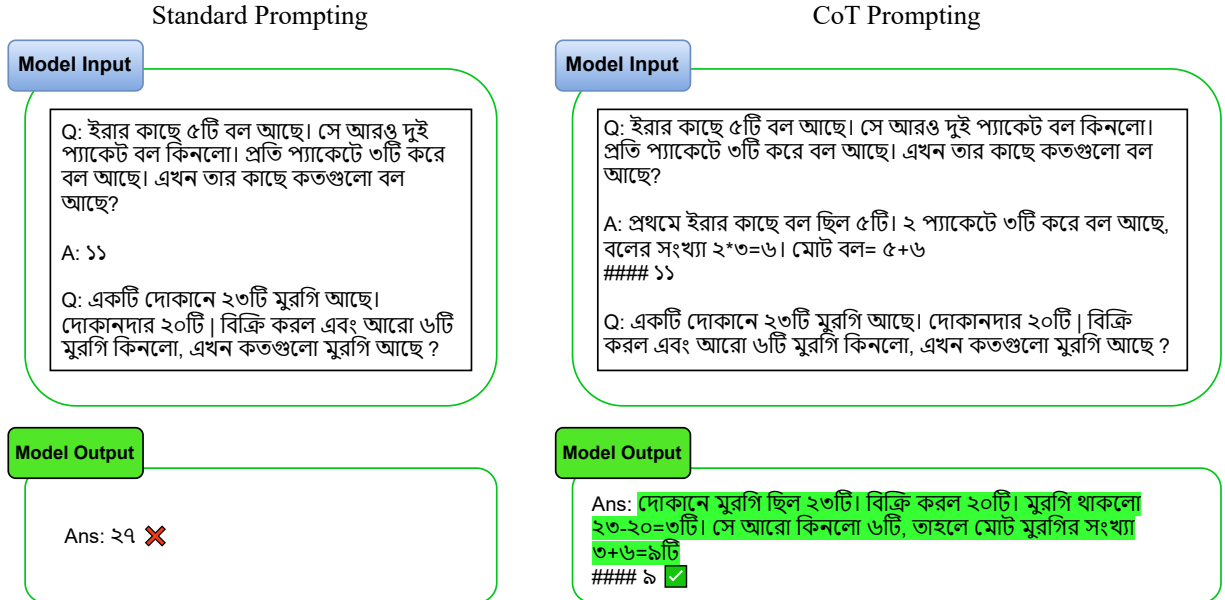 Standard Prompting
Model Input
Q: ইরার কাছে ৫টি বল আছে। সে আরও দুই
প্যাকেট বল কিনলো। প্রতি প্যাকেটে ৩টি করে
বল আছে। এখন তার কাছে কতগুলো বল
আছে?
A: ১১
Q: একটি দোকানে ২৩টি মুরগি আছে।
দোকানদার ২০টি | বিক্রি করল এবং আরো ৬টি
মুরগি কিনলো, এখন কতগুলো মুরগি আছে ?
Model Output
Ans: ২৭
CoT Prompting
Model Input
Q: ইরার কাছে ৫টি বল আছে। সে আরও দুই প্যাকেট বল কিনলো।
প্রতি প্যাকেটে ৩টি করে বল আছে। এখন তার কাছে কতগুলো বল
আছে?
A: প্রথমে ইরার কাছে বল ছিল ৫টি। ২ প্যাকেটে ৩টি করে বল আছে,
বলের সংখ্যা ২*৩=৬। মোট বল= ৫+৬
#### ১১
Q: একটি দোকানে ২৩টি মুরগি আছে। দোকানদার ২০টি | বিক্রি
করল এবং আরো ৬টি মুরগি কিনলো, এখন কতগুলো মুরগি আছে ?
Model Output
Ans: দোকানে মুরগি ছিল ২৩টি। বিক্রি করল ২০টি। মুরগি থাকলো
২৩-২০=৩টি। সে আরো কিনলো ৬টি, তাহলে মোট মুরগির সংখ্যা
৩+৬=৯টি
#### ৯